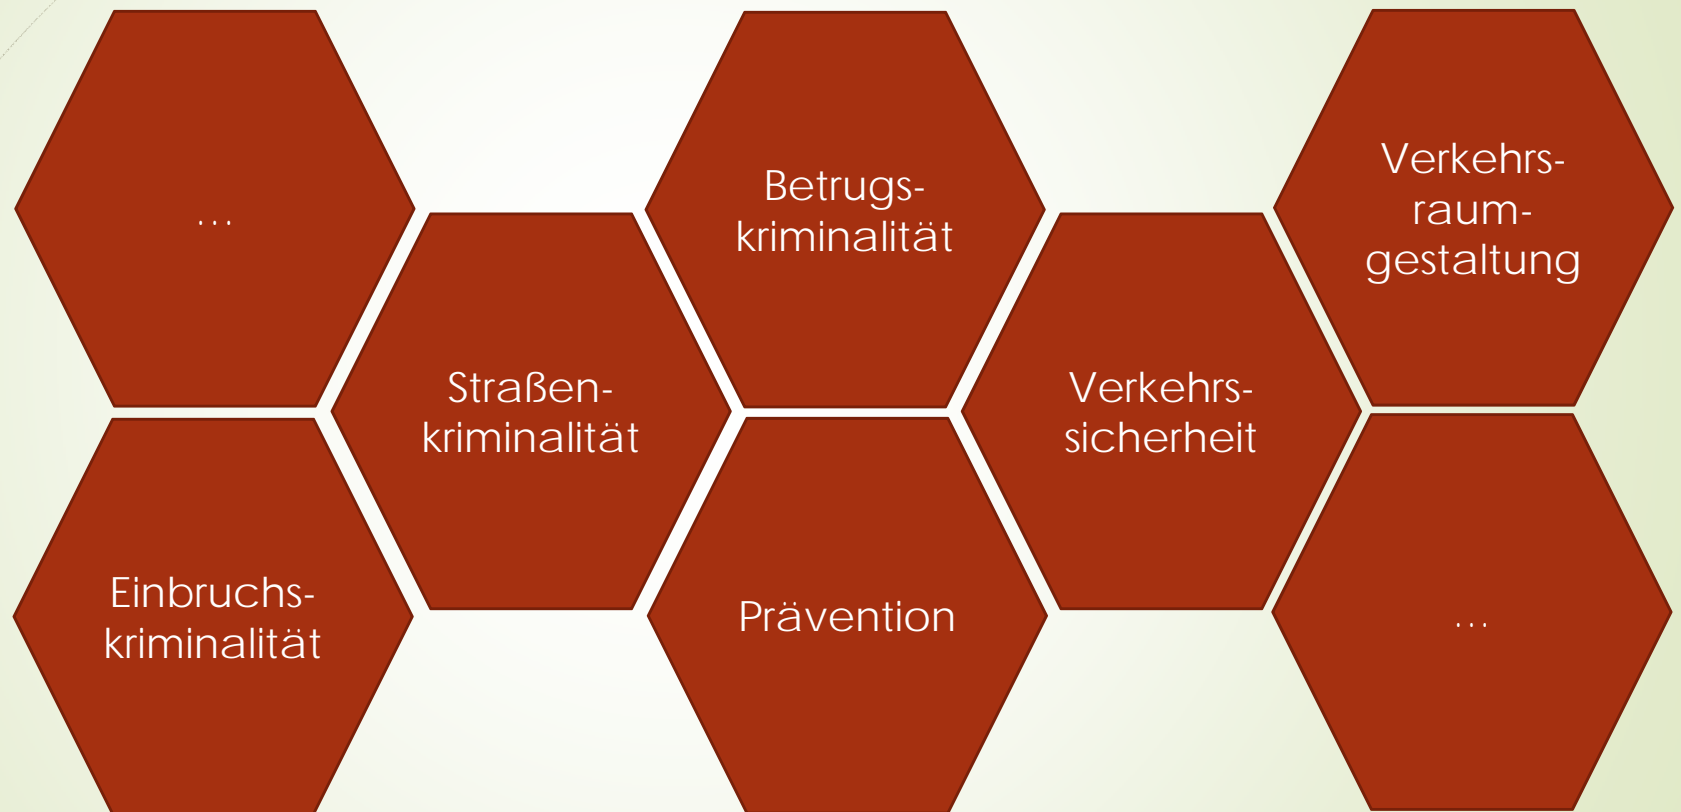 ...
Einbruchs-
kriminalität
Straßen-
kriminalität
Betrugs-
kriminalität
Prävention
Verkehrs-
sicherheit
Verkehrs-
raum-
gestaltung
...